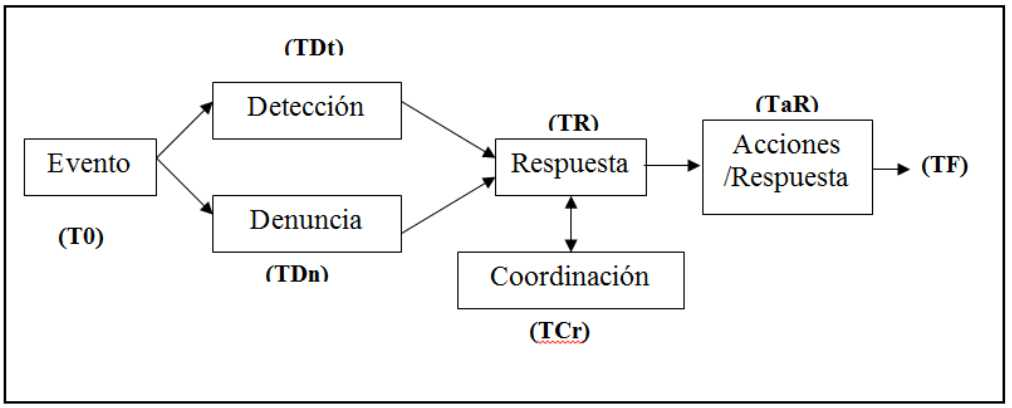 (TDt)
Detección
(TaR)
(TR)
Acciones
/Respuesta
Evento
Respuesta
(TF)
Denuncia
(T0)
(TDn)
Coordinación
(TCr)